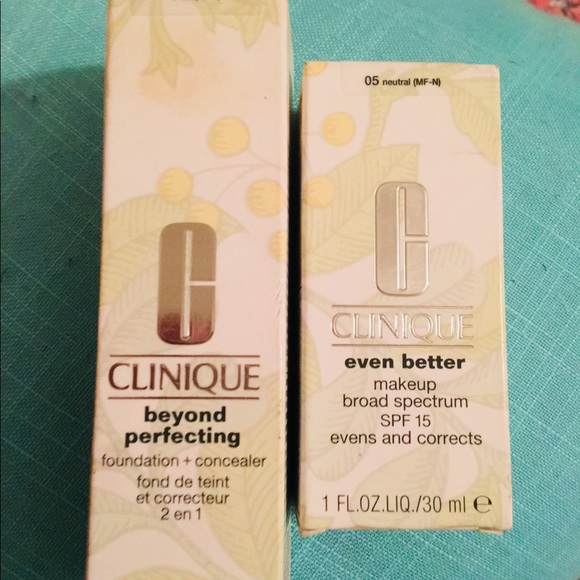 CLINIQUE
beyond
perfecting
foundation + concealer
fond de teint
et correcteur
2 en 1
05 neutral (MF-N)
CLINIQUE
even better
makeup
broad spectrum
SPF 15
evens and corrects
1 FL.OZ.LIQ./30 ml e